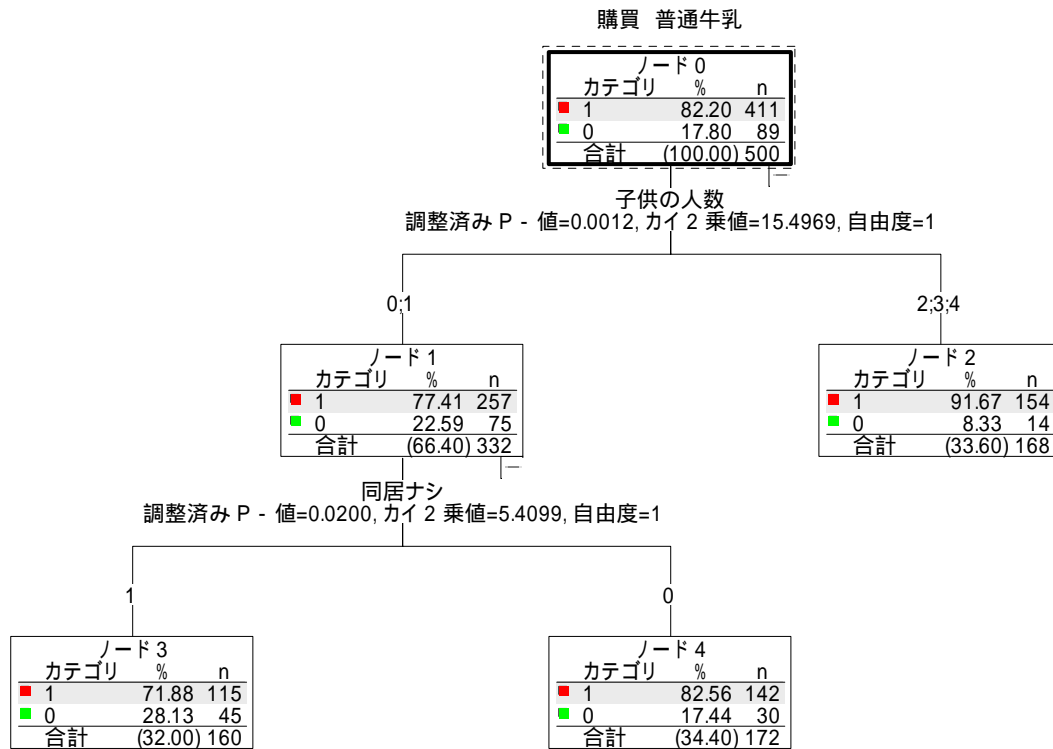 購買 普通牛乳
ノード 0
カテゴリ % n
1 82.20 411
0 17.80 89
合計 (100.00) 500
子供の人数
調整済み P - 値=0.0012, カイ 2 乗値=15.4969, 自由度=1
0;1
2;3;4
ノード 1
カテゴリ % n
1 77.41 257
0 22.59 75
合計 (66.40) 332
ノード 2
カテゴリ % n
1 91.67 154
0 8.33 14
合計 (33.60) 168
同居ナシ
調整済み P - 値=0.0200, カイ 2 乗値=5.4099, 自由度=1
1
0
ノード 3
カテゴリ % n
1 71.88 115
0 28.13 45
合計 (32.00) 160
ノード 4
カテゴリ % n
1 82.56 142
0 17.44 30
合計 (34.40) 172